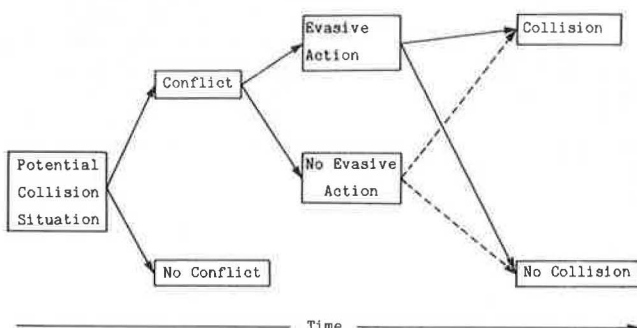 Evasive
Action
Collision
Conflict
Potential
Collision
Situation
No Evasive
Action
No Conflict
No Collision
Time